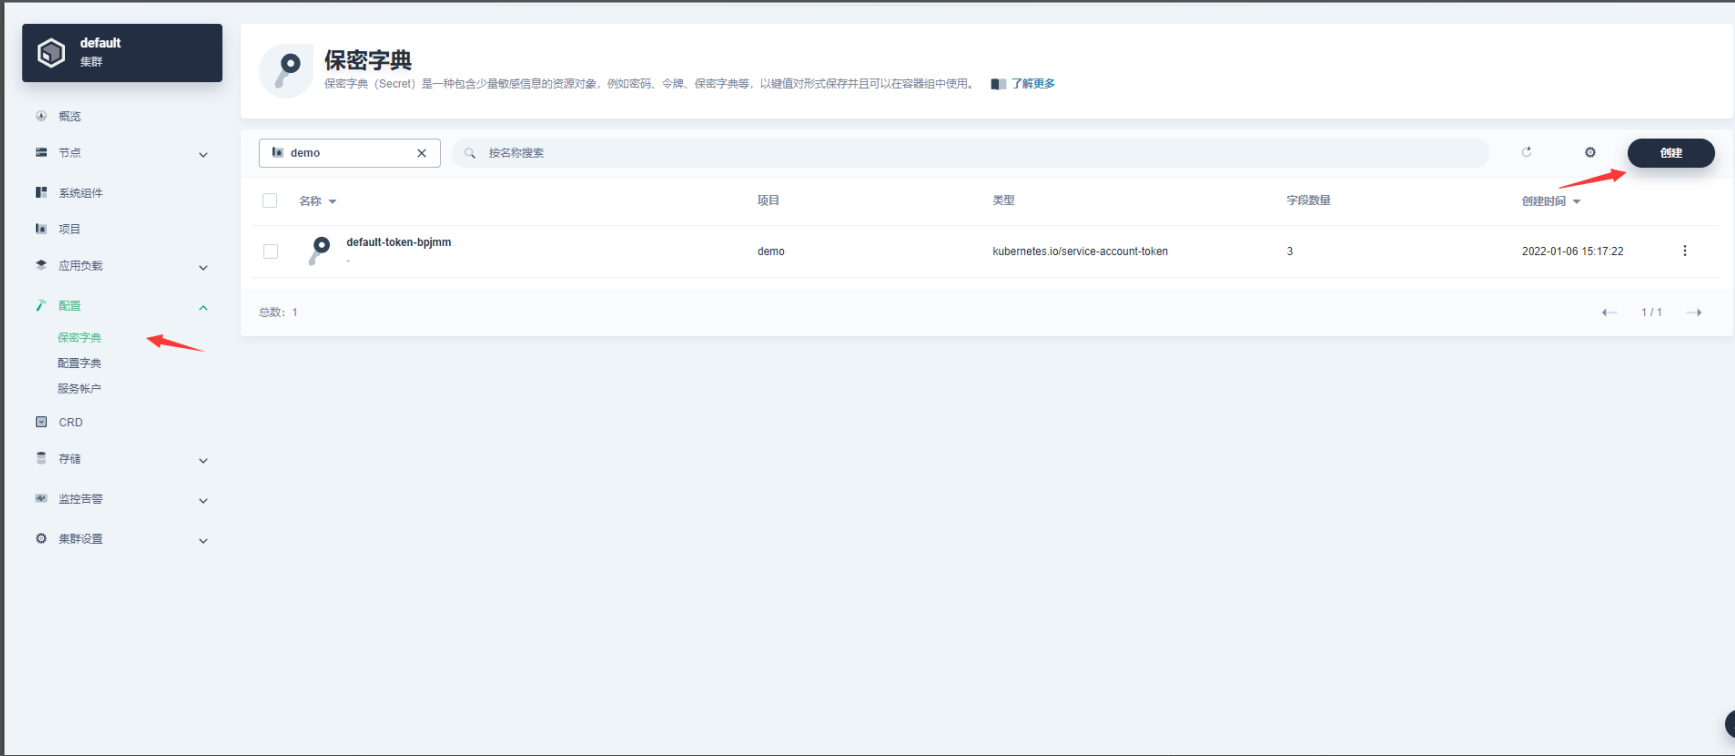 default
集群
概览
节点
系统组件
项目
应用负载
配置
保密字典
配置字典
服务帐户
CRD
存储
监控告警
集群设置
保密字典
保密字典（Secret）是一种包含少量敏感信息的资源对象，例如密码、令牌、保密字典等，以键值对形式保存并且可以在容器组中使用。 了解更多
demo 按名称搜索 创建
名称 项目 类型 字段数量 创建时间
default-token-bpjmm demo kubernetes.io/service-account-token 3 2022-01-06 15:17:22
-
总数：1 1 / 1